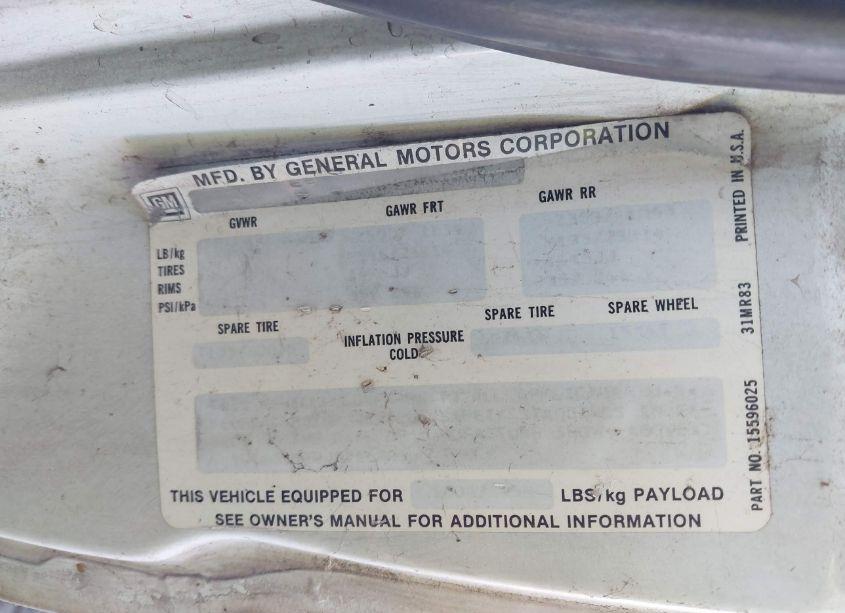 MFD. BY GENERAL MOTORS CORPORATION
GM
GVWR GAWR FRT GAWR RR
LB/kg
TIRES
RIMS
PSI/kPa
SPARE TIRE INFLATION PRESSURE COLD SPARE TIRE SPARE WHEEL
THIS VEHICLE EQUIPPED FOR LBS/kg PAYLOAD
SEE OWNER'S MANUAL FOR ADDITIONAL INFORMATION
PART NO. 15596025 31MR83 PRINTED IN U.S.A.